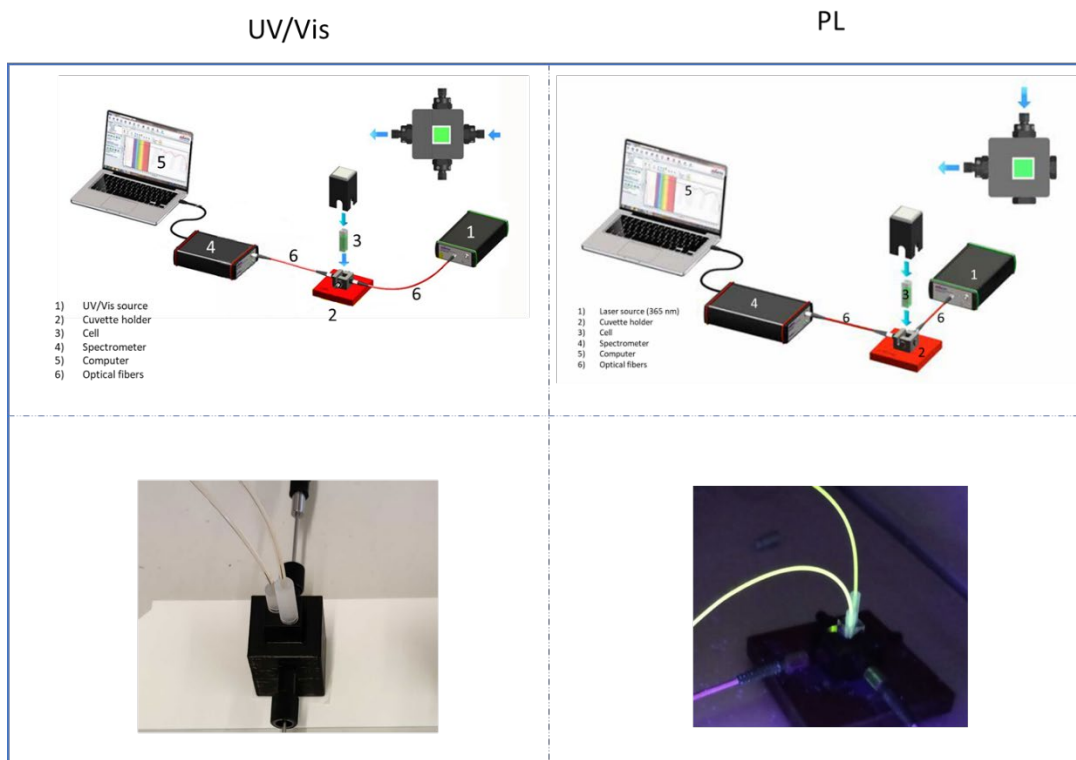 UV/Vis
PL
5
4
6
3
1
6
2
1) UV/Vis source
2) Cuvette holder
3) Cell
4) Spectrometer
5) Computer
6) Optical fibers
5
4
6
3
1
6
2
1) Laser source (365 nm)
2) Cuvette holder
3) Cell
4) Spectrometer
5) Computer
6) Optical fibers